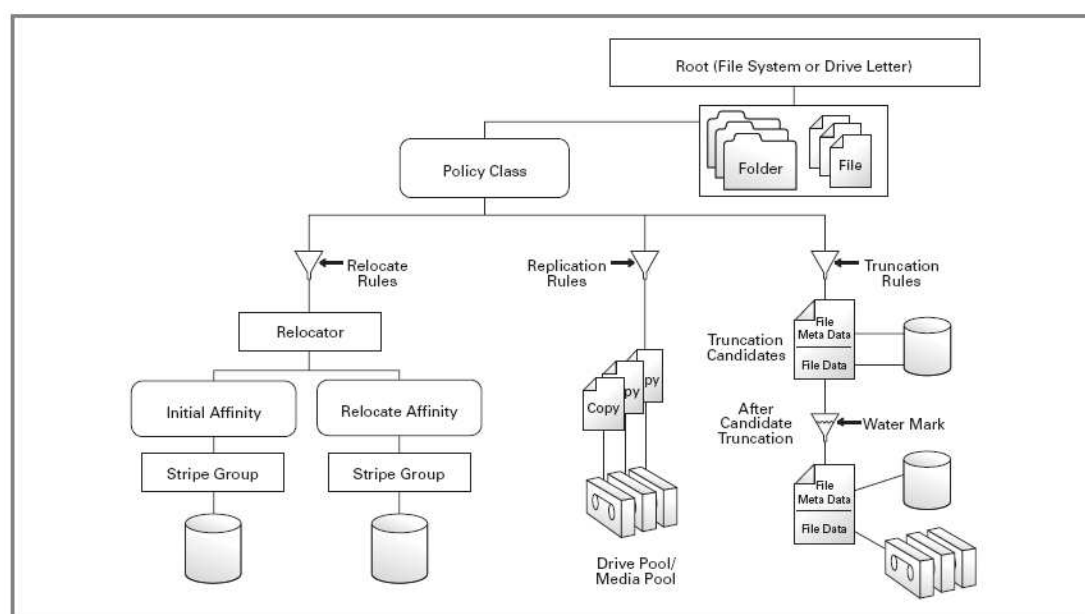 Root (File System or Drive Letter)
Folder
File
Policy Class
Relocate
Rules
Replication
Rules
Truncation
Rules
Relocator
Initial Affinity
Relocate Affinity
Stripe Group
Stripe Group
Copy
py
py
Drive Pool/
Media Pool
Truncation
Candidates
File
Meta Data
File Data
After
Candidate
Truncation
Water Mark
File
Meta Data
File Data